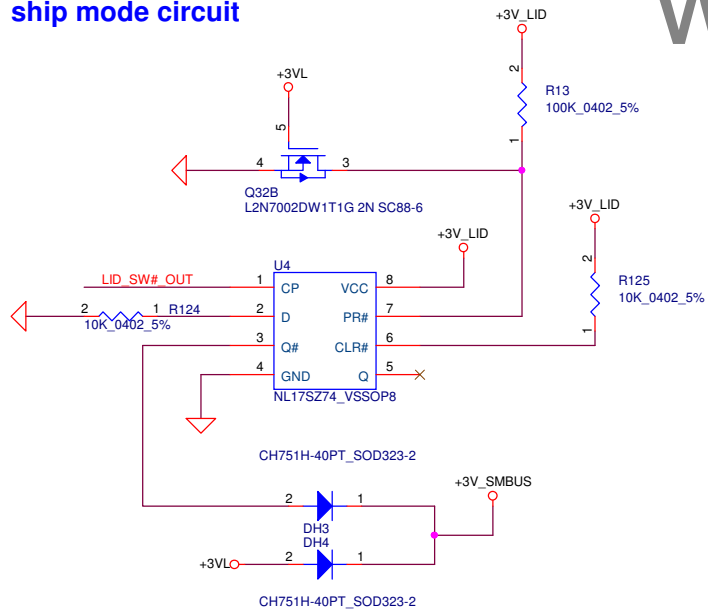 ship mode circuit
W
+3V_LID
+3VL
2
R13
100K_0402_5%
5
1
4
3
Q32B
L2N7002DW1T1G 2N SC88-6
+3V_LID
+3V_LID
U4
2
LID_SW#_OUT
1
CP
VCC
8
R125
10K_0402_5%
2
1
R124
2
D
PR#
7
10K_0402_5%
1
3
Q#
CLR#
6
4
GND
Q
5
NL17SZ74_VSSOP8
CH751H-40PT_SOD323-2
+3V_SMBUS
2
1
DH3
DH4
+3VL
2
1
CH751H-40PT_SOD323-2